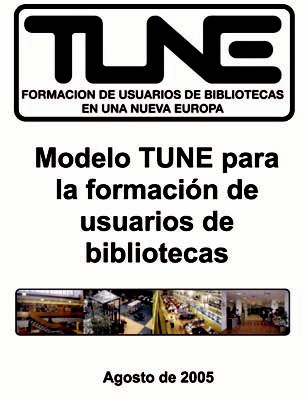 TUNE
FORMACION DE USUARIOS DE BIBLIOTECAS
EN UNA NUEVA EUROPA
Modelo TUNE para
la formación de
usuarios de
bibliotecas
Agosto de 2005